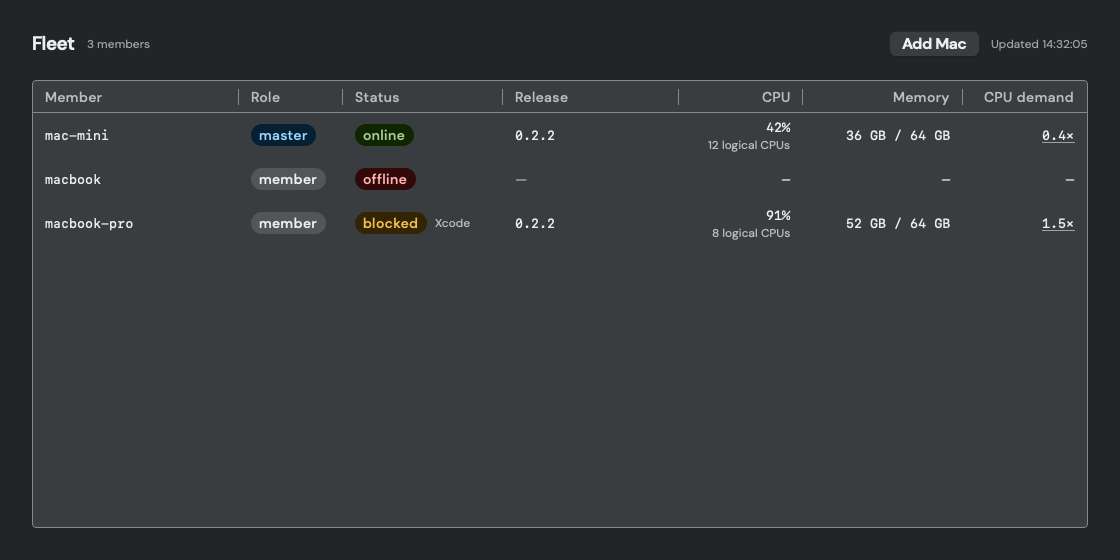 Fleet 3 members Add Mac Updated 14:32:05
Member Role Status Release CPU Memory CPU demand
mac-mini master online 0.2.2 42% 36 GB / 64 GB 0.4×
12 logical CPUs
macbook member offline — — — —
macbook-pro member blocked Xcode 0.2.2 91% 52 GB / 64 GB 1.5×
8 logical CPUs